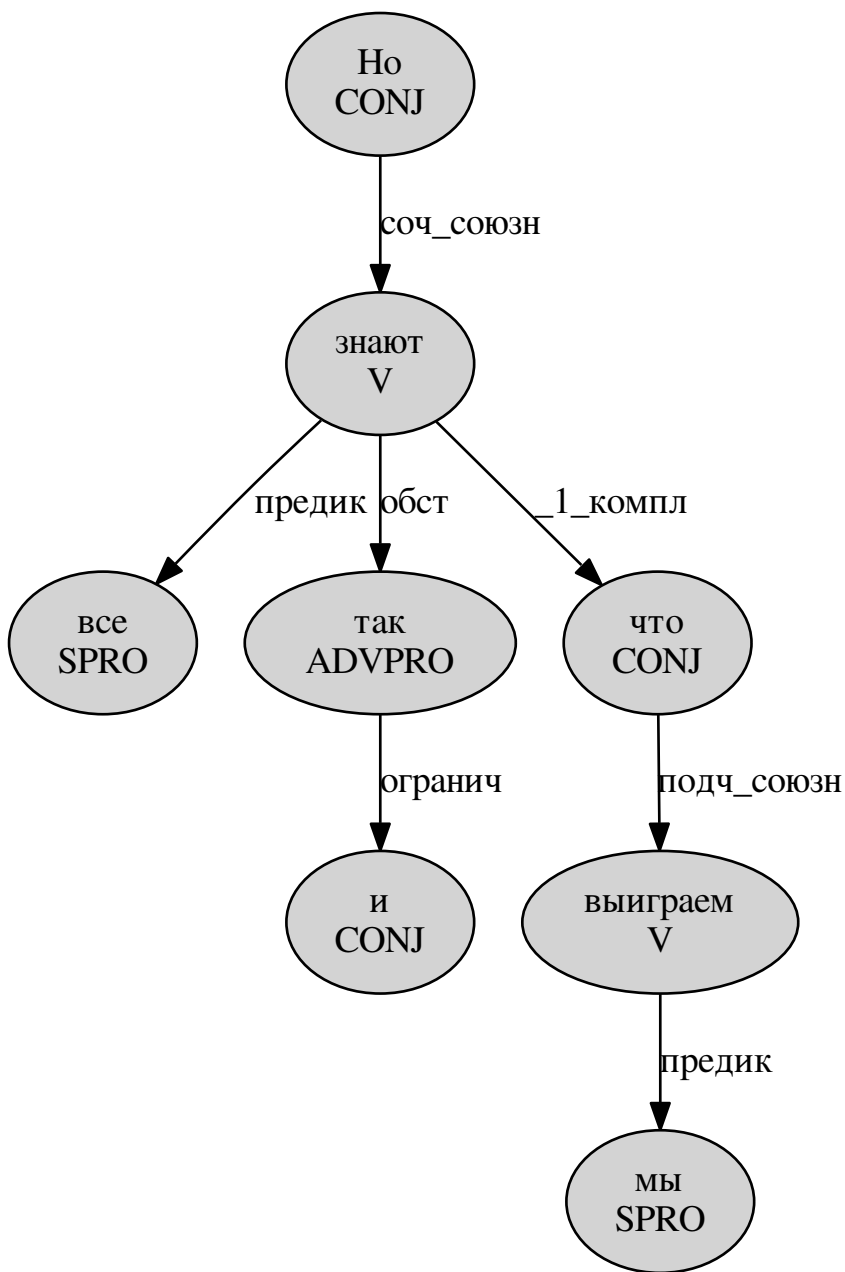 Но
CONJ
соч_союзн
знают
V
предик
обст
_1_компл
все
SPRO
так
ADVPRO
что
CONJ
огранич
подч_союзн
и
CONJ
выиграем
V
предик
мы
SPRO